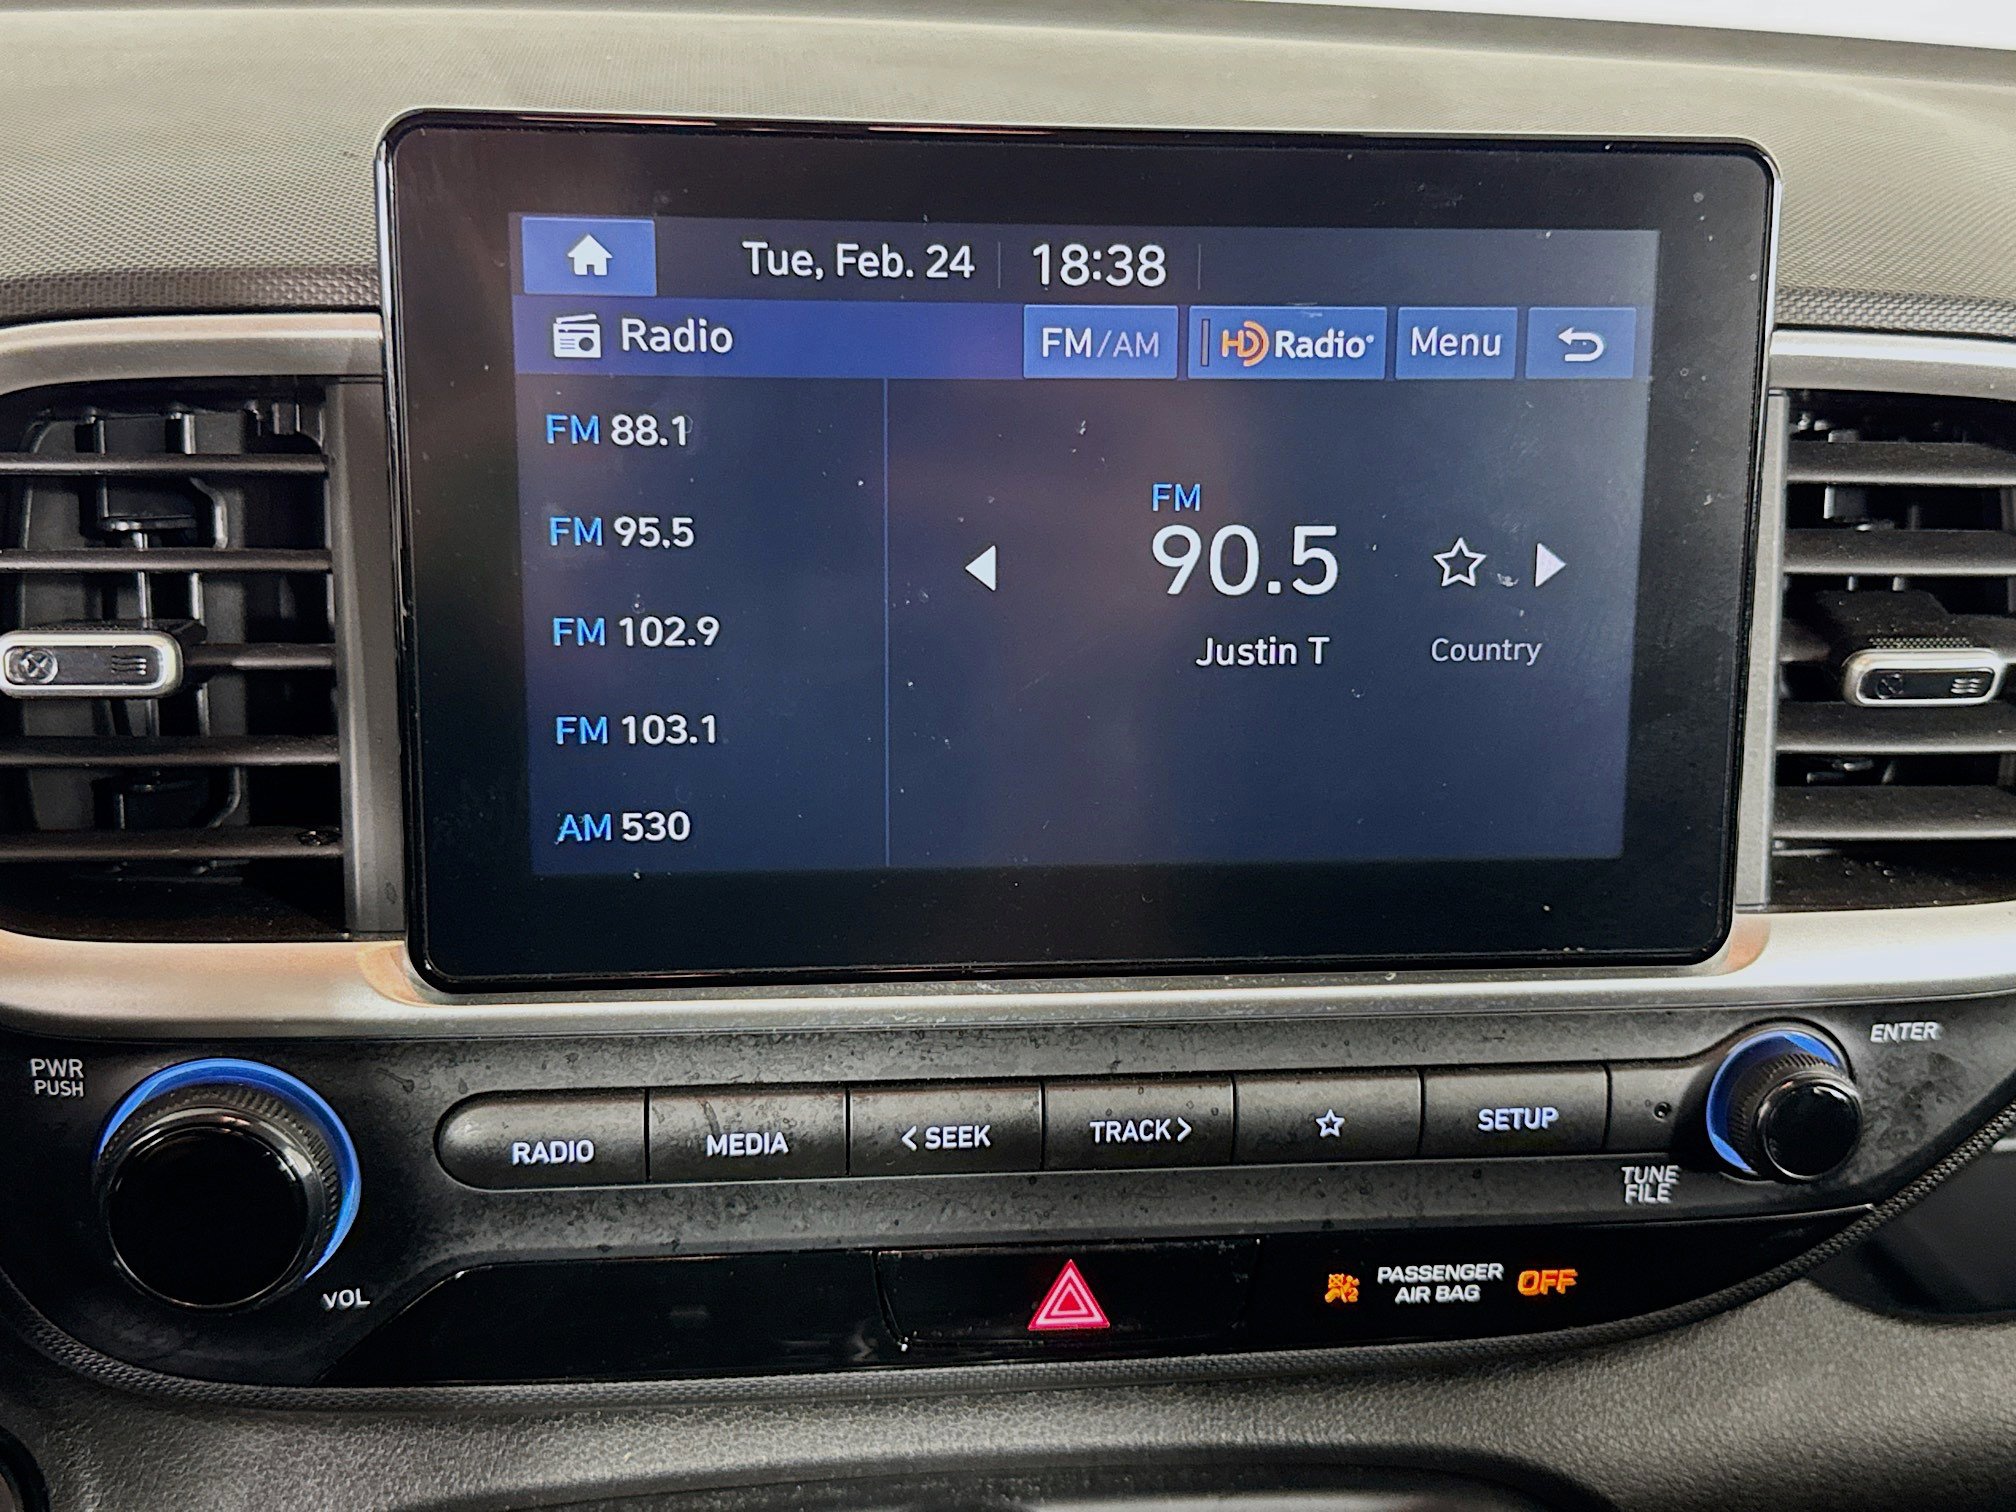 Tue, Feb. 24 18:38
Radio FM/AM HD Radio® Menu
FM 88.1
FM 95.5
FM 102.9
FM 103.1
AM 530
FM
90.5
Justin T Country
PWR
PUSH
VOL
RADIO MEDIA < SEEK TRACK > SETUP
ENTER
TUNE
FILE
PASSENGER
AIR BAG
OFF